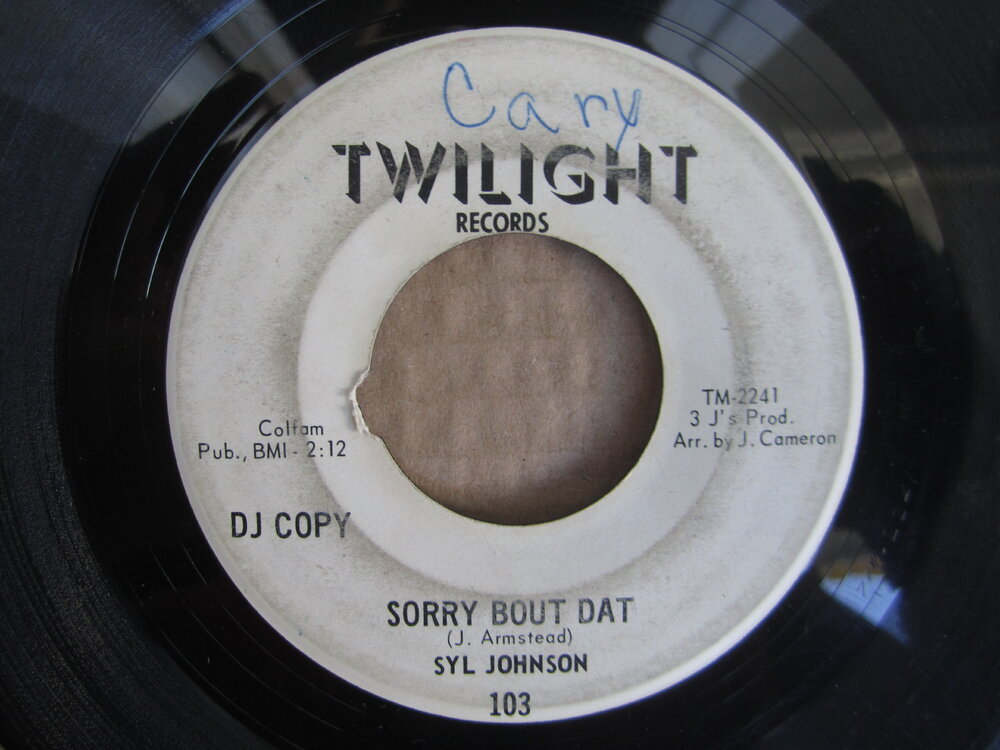 Cary
TWILIGHT
RECORDS
Colfam
Pub., BMI - 2:12
TM-2241
3 J's Prod.
Arr. by J. Cameron
DJ COPY
SORRY BOUT DAT
(J. Armstead)
SYL JOHNSON
103